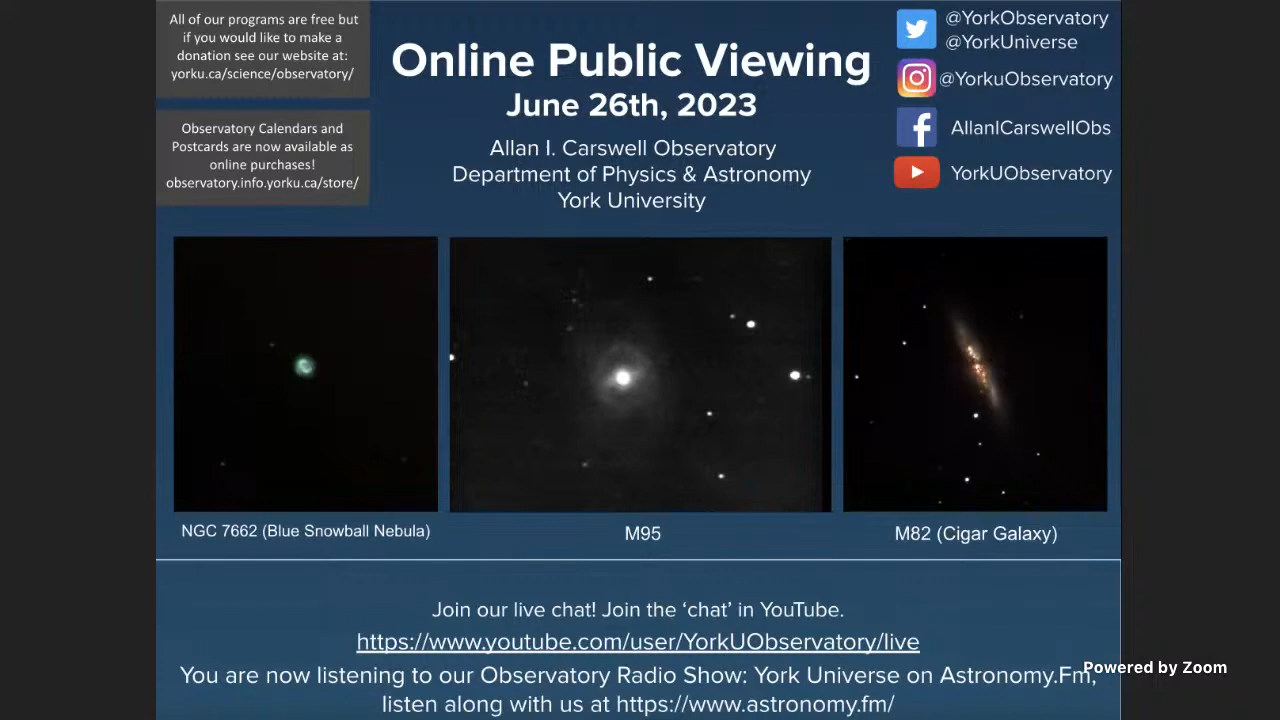 All of our programs are free but
if you would like to make a
donation see our website at:
yorku.ca/science/observatory/
Observatory Calendars and
Postcards are now available as
online purchases!
observatory.info.yorku.ca/store/
Online Public Viewing
June 26th, 2023
Allan I. Carswell Observatory
Department of Physics & Astronomy
York University
@YorkObservatory
@YorkUniverse
@YorkuObservatory
AllanICarswellObs
YorkUObservatory
NGC 7662 (Blue Snowball Nebula)
M95
M82 (Cigar Galaxy)
Join our live chat! Join the ‘chat’ in YouTube.
https://www.youtube.com/user/YorkUObservatory/live
You are now listening to our Observatory Radio Show: York Universe on Astronomy.Fm,
listen along with us at https://www.astronomy.fm/
Powered by Zoom